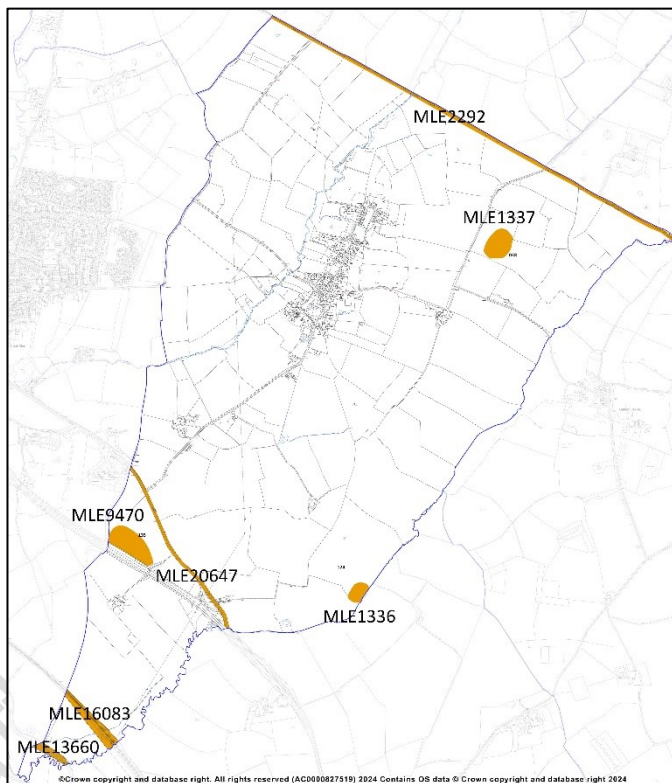 MLE2292
MLE1337
MLE9470
MLE20647
MLE1336
MLE16083
MLE13660
©Crown copyright and database right. All rights reserved (AC0000827519) 2024 Contains OS data © Crown Copyright and database right 2024